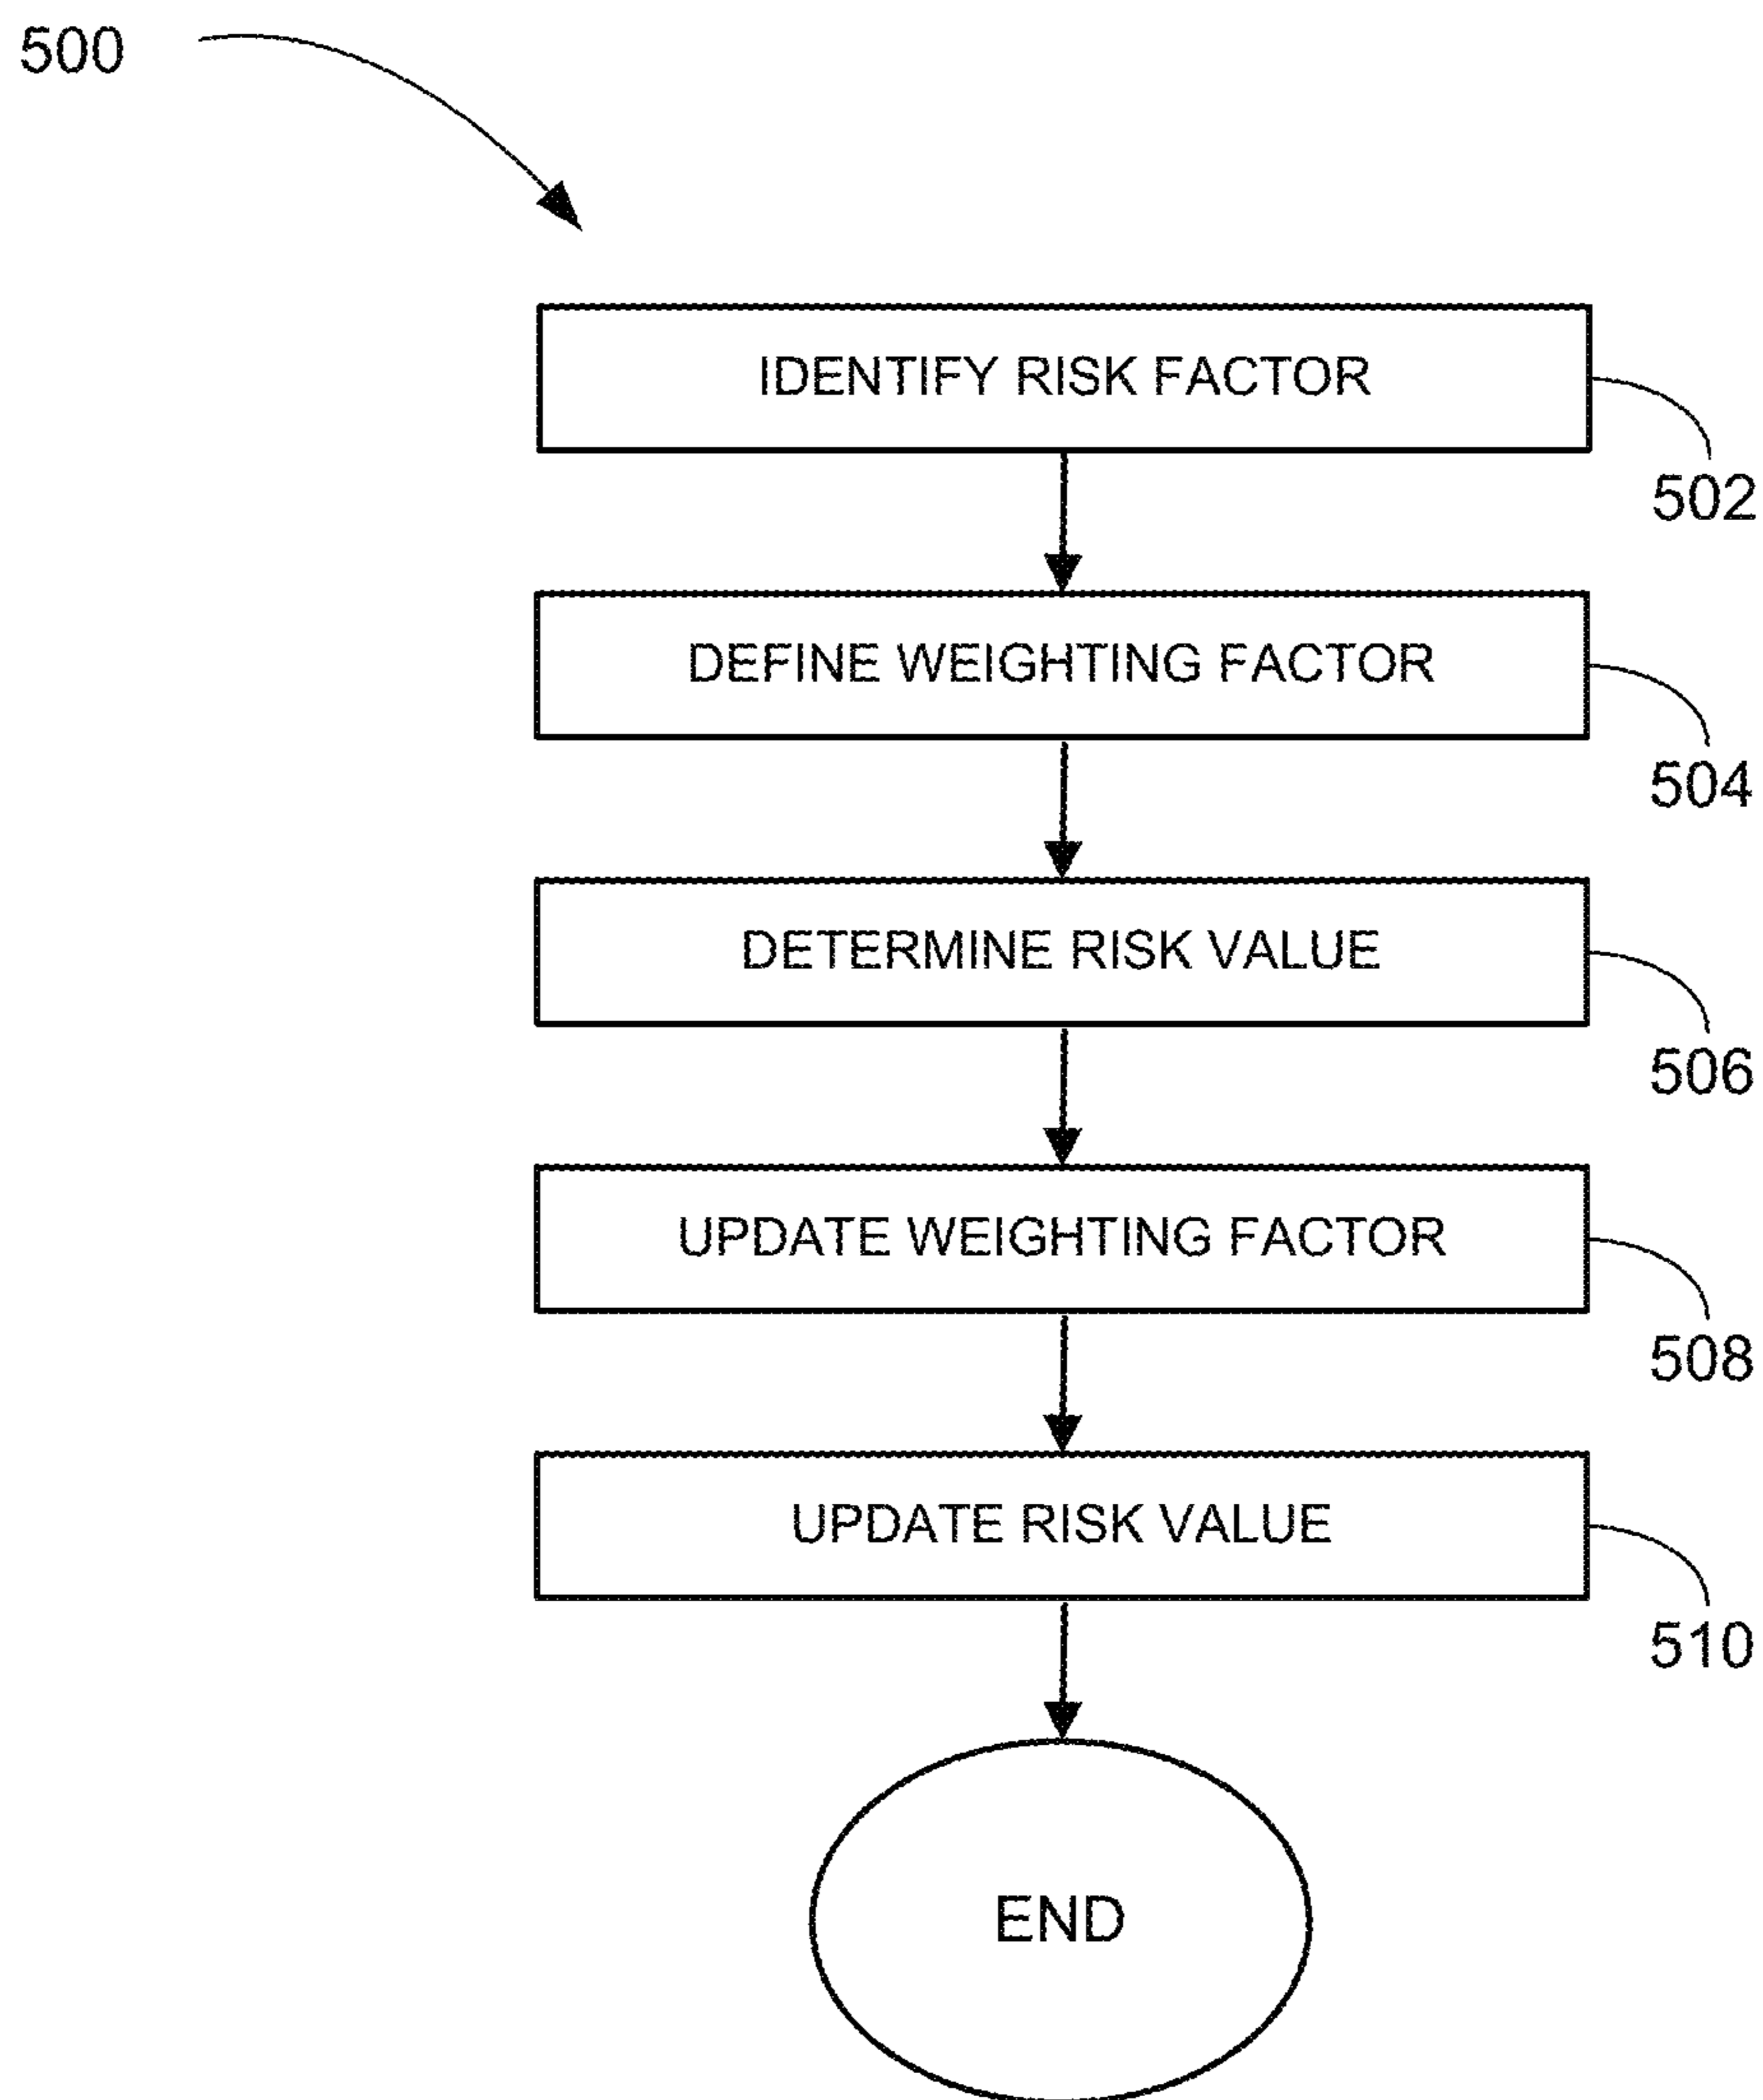 500
IDENTIFY RISK FACTOR
502
DEFINE WEIGHTING FACTOR
504
DETERMINE RISK VALUE
506
UPDATE WEIGHTING FACTOR
508
UPDATE RISK VALUE
510
END